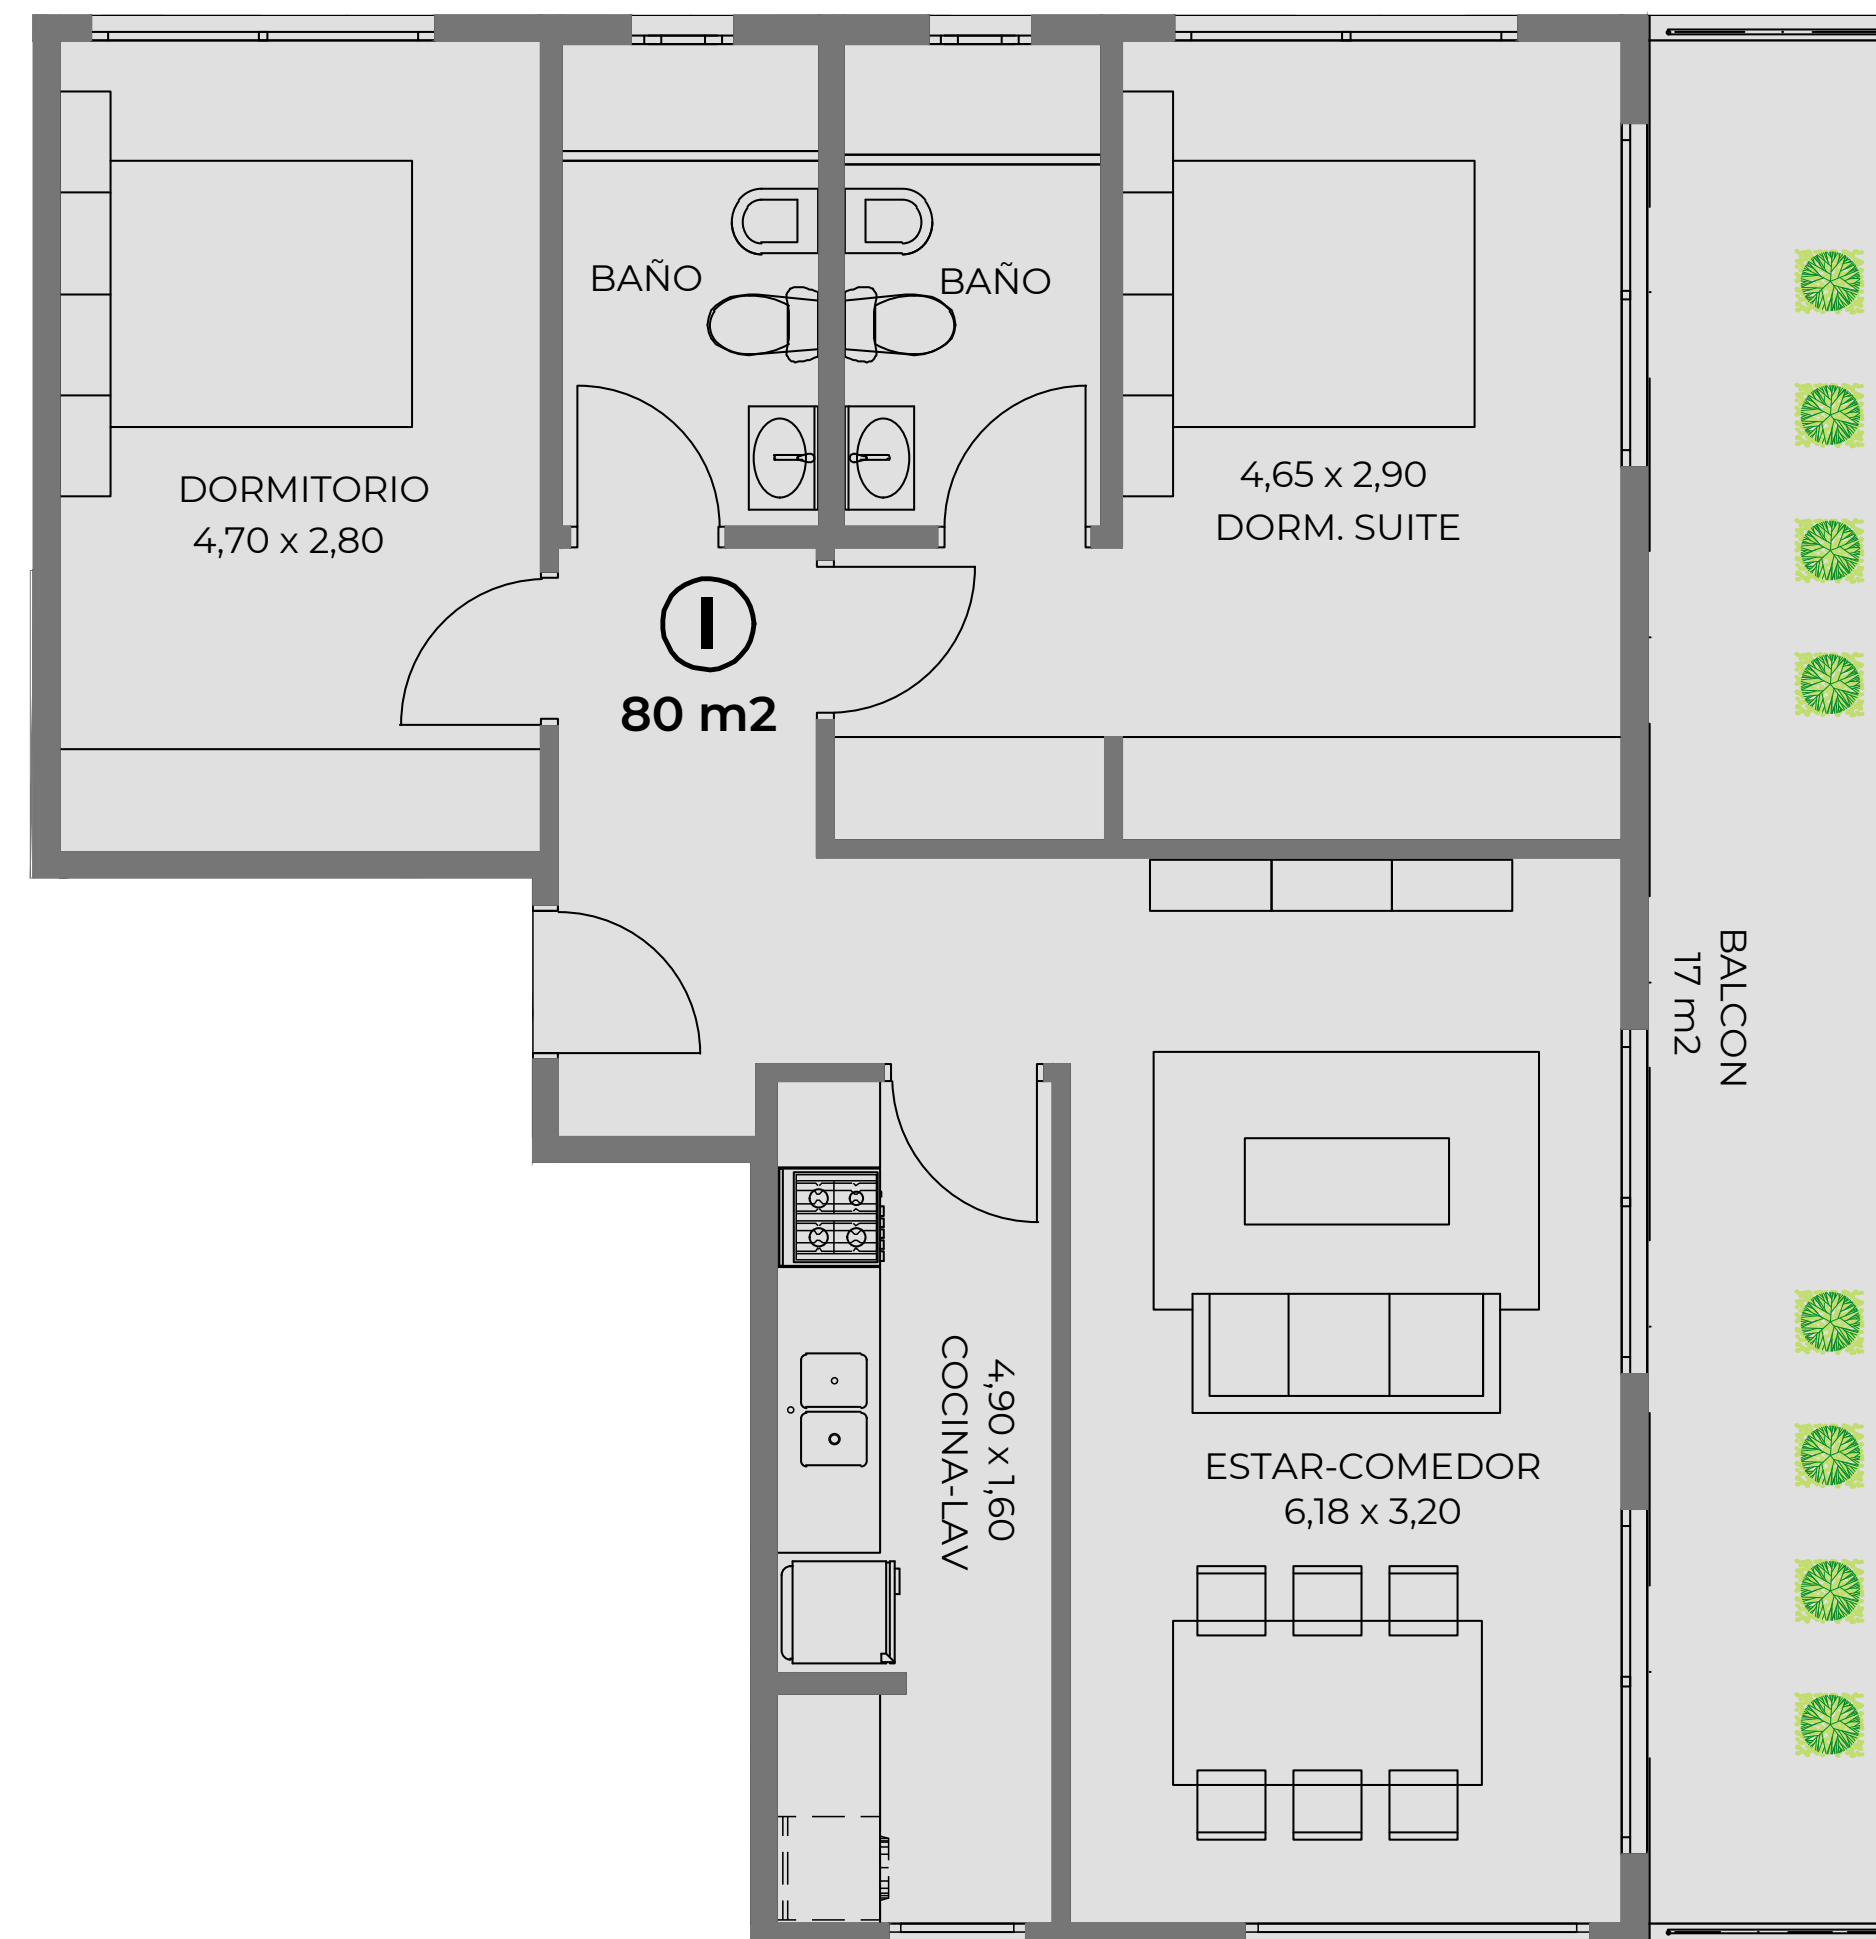 BAÑO
BAÑO
DORMITORIO
4,70 x 2,80
4,65 x 2,90
DORM. SUITE
I
80 m2
BALCON
17 m2
4,90 x 1,60
COCINA-LAV
ESTAR-COMEDOR
6,18 x 3,20